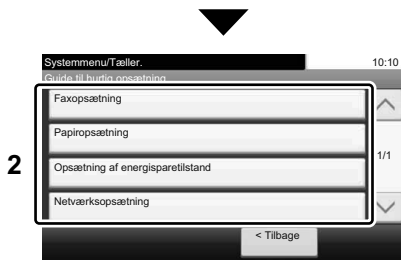 Systemmenu/Tæller.
10:10
Guide til hurtig opsætning
Faxopsætning
Papiropsætning
2
1/1
Opsætning af energisparetilstand
Netværksopsætning
< Tilbage